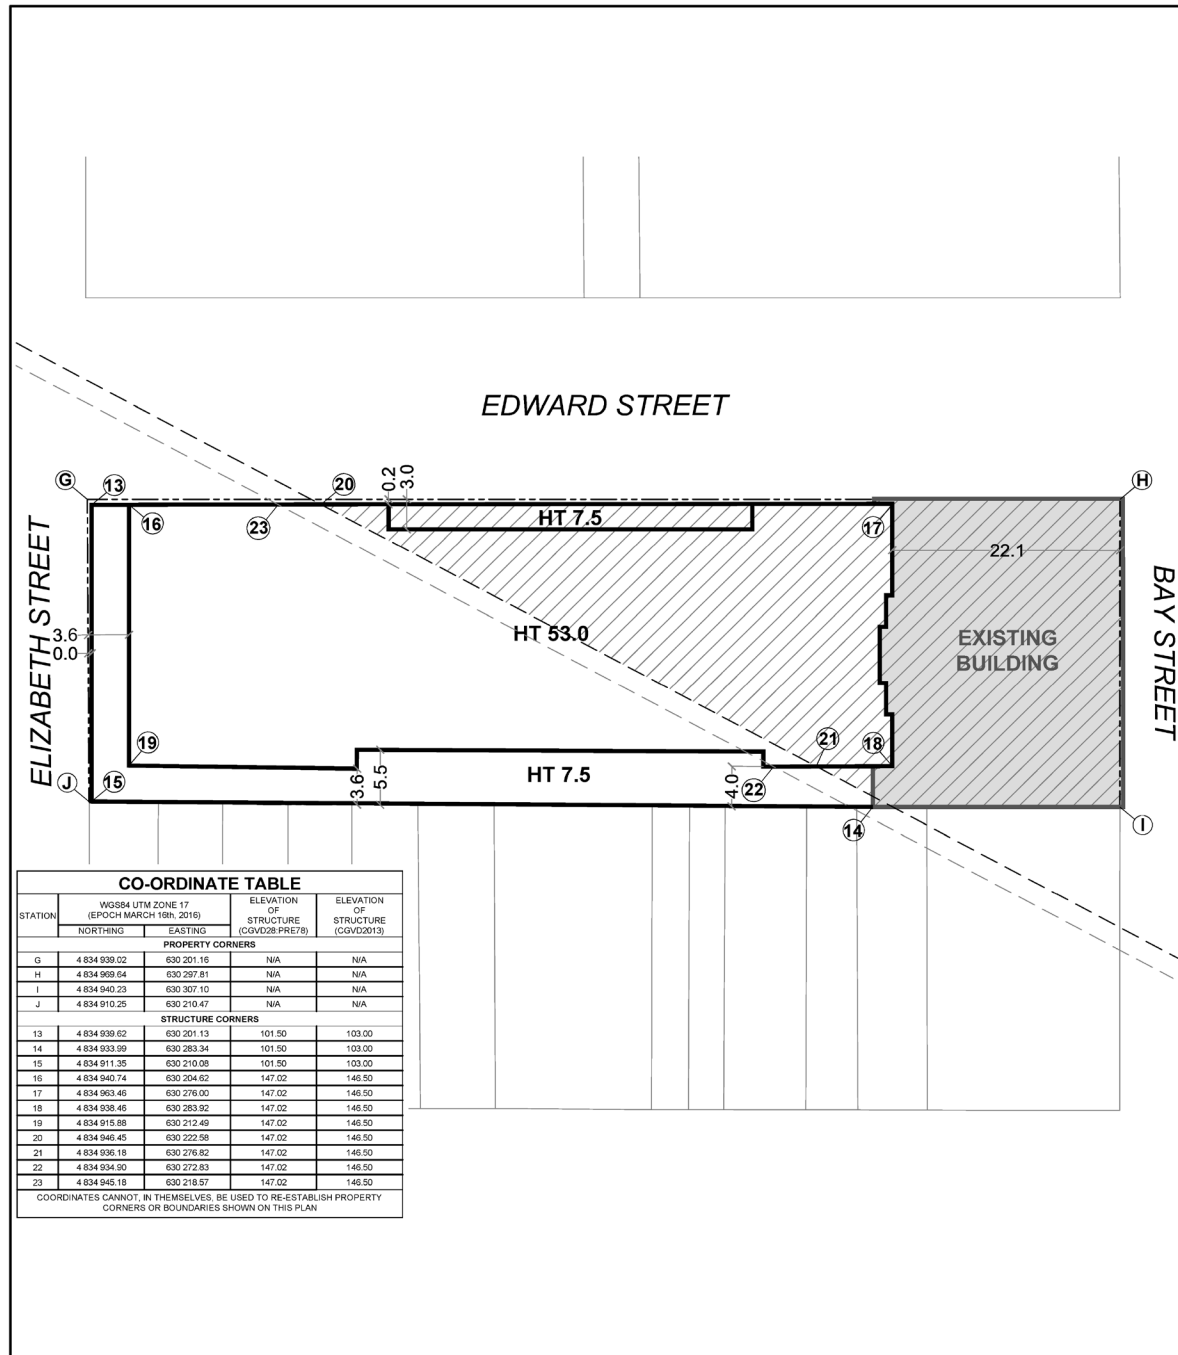 EDWARD STREET
G
13
20
0.2
3.0
H
16
23
HT 7.5
17
22.1
ELIZABETH STREET
3.6
0.0
HT 53.0
EXISTING
BUILDING
BAY STREET
19
21
18
J
15
3.6
5.5
HT 7.5
4.0
22
14
I
CO-ORDINATE TABLE
STATION WGS84 UTM ZONE 17 (EPOCH MARCH 16th, 2016) ELEVATION OF STRUCTURE (CGVD28:PRE78) ELEVATION OF STRUCTURE (CGVD2013)
NORTHING EASTING
PROPERTY CORNERS
G 4 834 939.02 630 201.16 N/A N/A
H 4 834 969.64 630 297.81 N/A N/A
I 4 834 940.23 630 307.10 N/A N/A
J 4 834 910.25 630 210.47 N/A N/A
STRUCTURE CORNERS
13 4 834 939.62 630 201.13 101.50 103.00
14 4 834 933.99 630 283.34 101.50 103.00
15 4 834 911.35 630 210.08 101.50 103.00
16 4 834 940.74 630 204.62 147.02 146.50
17 4 834 963.46 630 276.00 147.02 146.50
18 4 834 938.46 630 283.92 147.02 146.50
19 4 834 915.88 630 212.49 147.02 146.50
20 4 834 946.45 630 222.58 147.02 146.50
21 4 834 936.18 630 276.82 147.02 146.50
22 4 834 934.90 630 272.83 147.02 146.50
23 4 834 945.18 630 218.57 147.02 146.50
COORDINATES CANNOT, IN THEMSELVES, BE USED TO RE-ESTABLISH PROPERTY
CORNERS OR BOUNDARIES SHOWN ON THIS PLAN